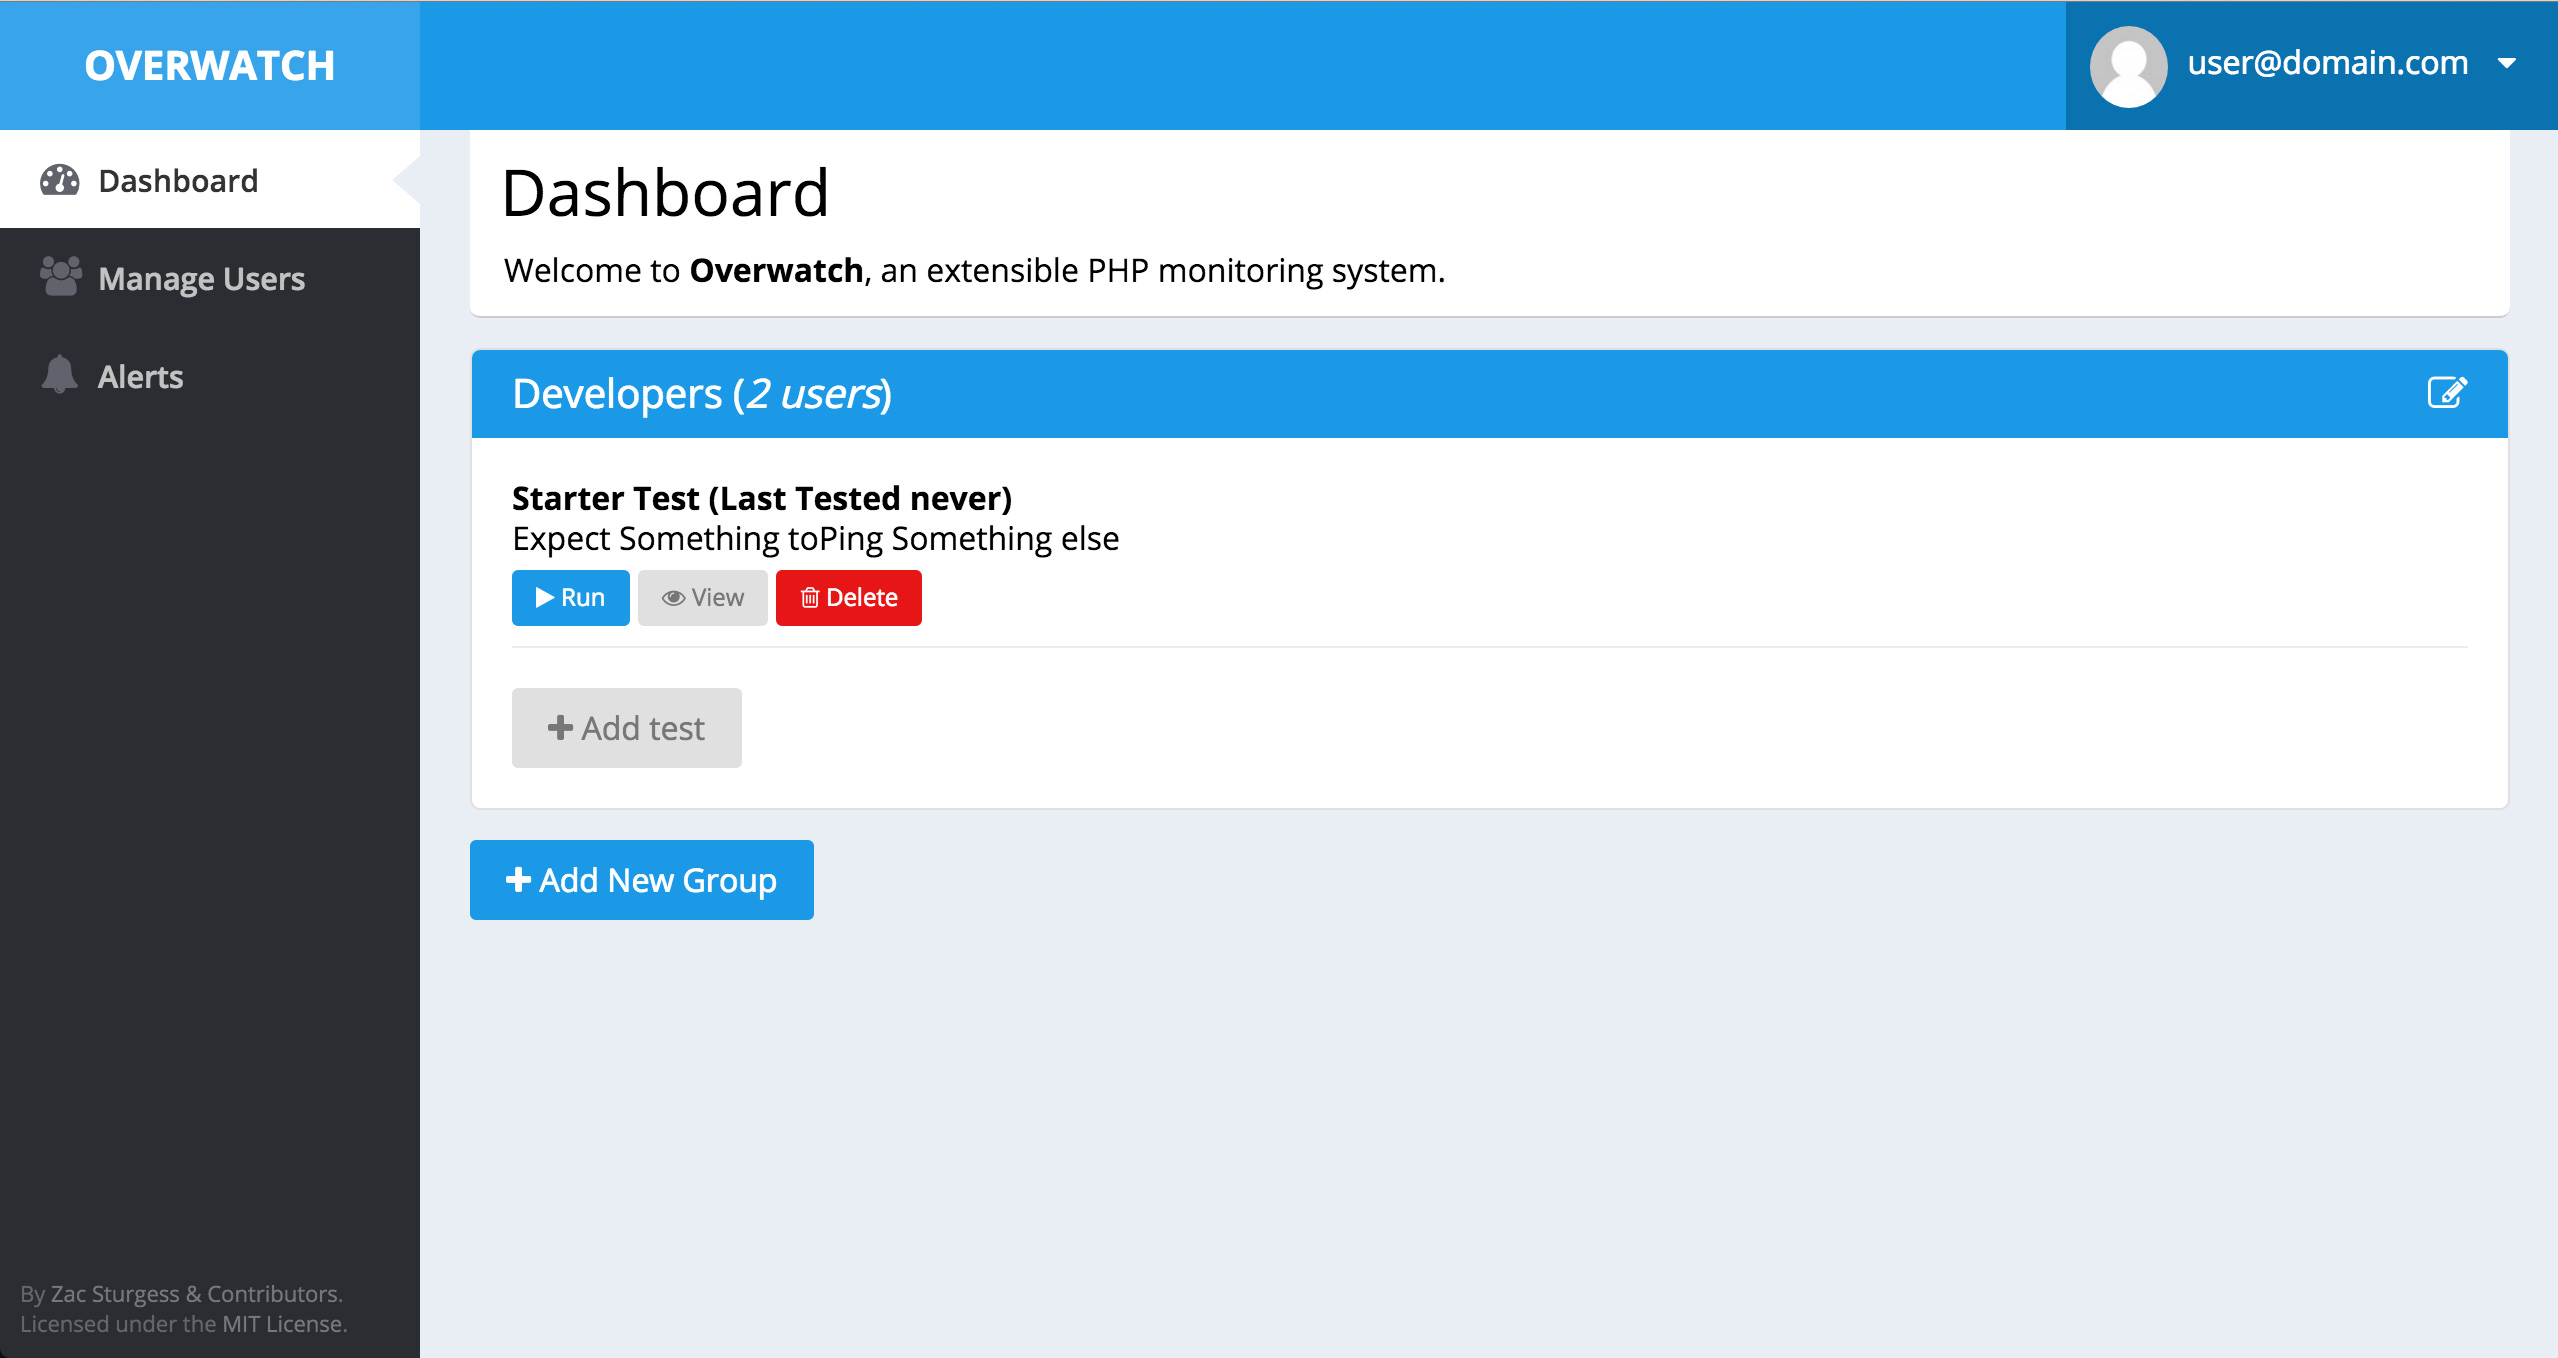 OVERWATCH
user@domain.com
Dashboard
Manage Users
Alerts
Dashboard
Welcome to Overwatch, an extensible PHP monitoring system.
Developers (2 users)
Starter Test (Last Tested never)
Expect Something toPing Something else
Run
View
Delete
Add test
Add New Group
By Zac Sturgess & Contributors.
Licensed under the MIT License.